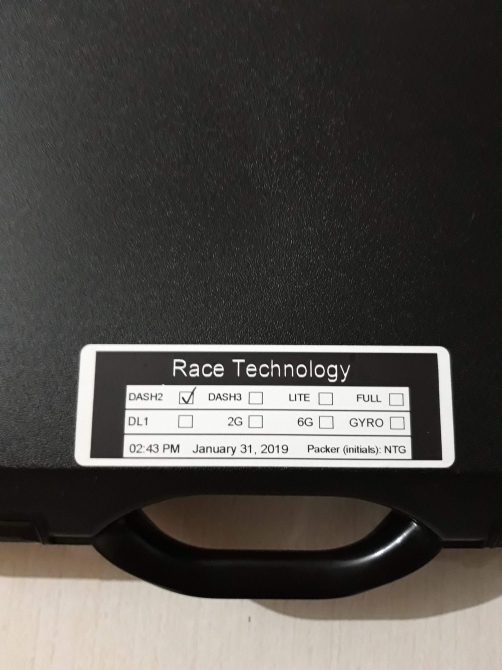 Race Technology
DASH2 ☑ DASH3 ☐ LITE ☐ FULL ☐
DL1 ☐ 2G ☐ 6G ☐ GYRO ☐
02:43 PM January 31, 2019 Packer (initials): NTG